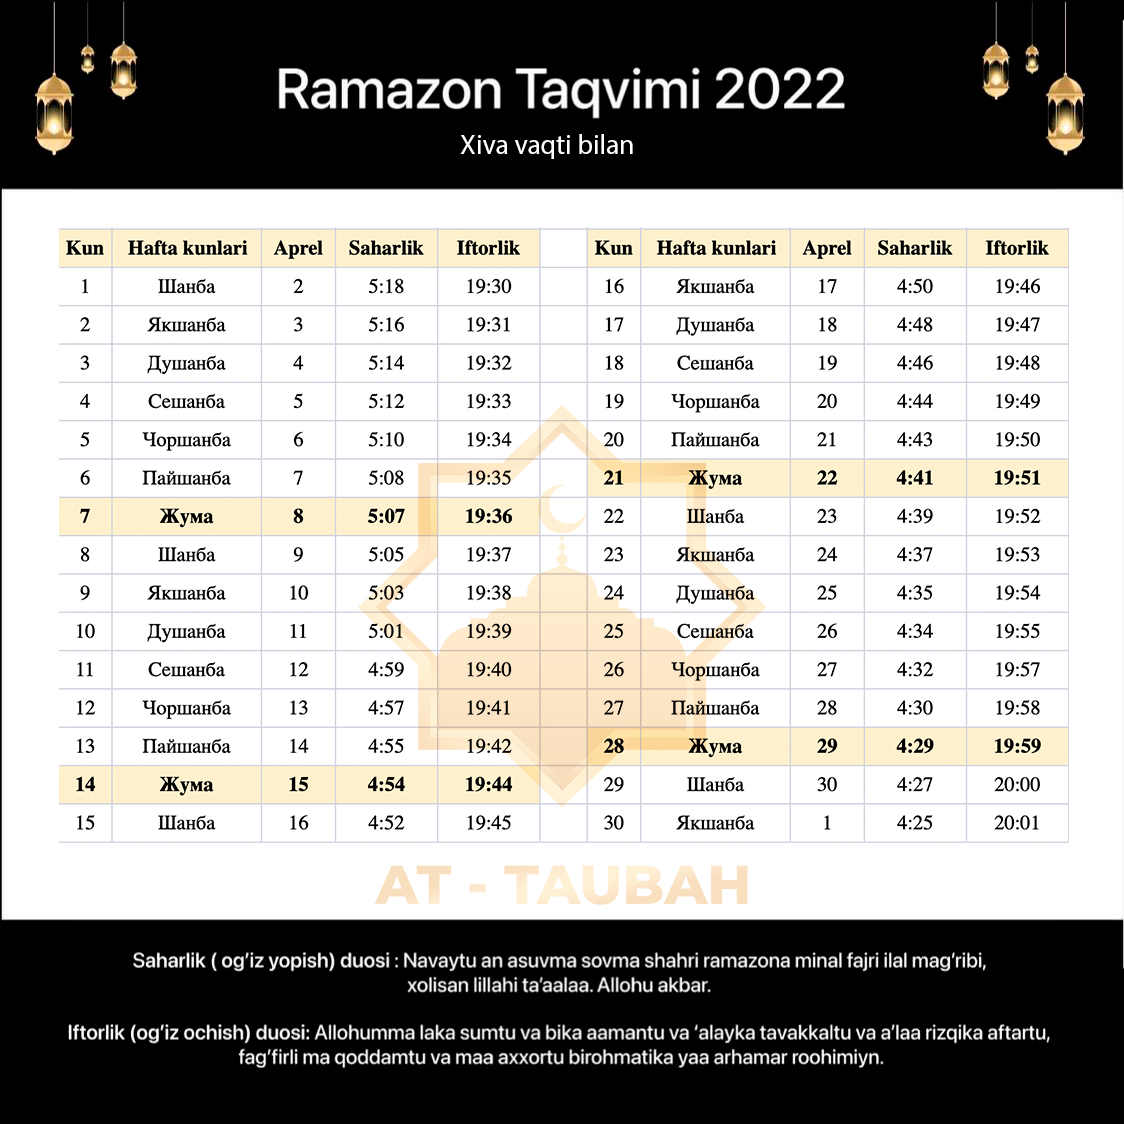 Ramazon Taqvimi 2022
Xiva vaqti bilan
Kun Hafta kunlari Aprel Saharlik Iftorlik Kun Hafta kunlari Aprel Saharlik Iftorlik
1 Шанба 2 5:18 19:30 16 Якшанба 17 4:50 19:46
2 Якшанба 3 5:16 19:31 17 Душанба 18 4:48 19:47
3 Душанба 4 5:14 19:32 18 Сешанба 19 4:46 19:48
4 Сешанба 5 5:12 19:33 19 Чоршанба 20 4:44 19:49
5 Чоршанба 6 5:10 19:34 20 Пайшанба 21 4:43 19:50
6 Пайшанба 7 5:08 19:35 21 Жума 22 4:41 19:51
7 Жума 8 5:07 19:36 22 Шанба 23 4:39 19:52
8 Шанба 9 5:05 19:37 23 Якшанба 24 4:37 19:53
9 Якшанба 10 5:03 19:38 24 Душанба 25 4:35 19:54
10 Душанба 11 5:01 19:39 25 Сешанба 26 4:34 19:55
11 Сешанба 12 4:59 19:40 26 Чоршанба 27 4:32 19:57
12 Чоршанба 13 4:57 19:41 27 Пайшанба 28 4:30 19:58
13 Пайшанба 14 4:55 19:42 28 Жума 29 4:29 19:59
14 Жума 15 4:54 19:44 29 Шанба 30 4:27 20:00
15 Шанба 16 4:52 19:45 30 Якшанба 1 4:25 20:01
AT - TAUBAH
Saharlik ( og‘iz yopish) duosi : Navaytu an asuvma sovma shahri ramazona minal fajri ilal mag‘ribi,
xolisan lillahi ta’aalaa. Allohu akbar.
Iftorlik (og‘iz ochish) duosi: Allohumma laka sumtu va bika aamantu va ‘alayka tavakkaltu va a’laa rizqika aftartu,
fag‘firli ma qoddamtu va maa axxortu birohmatika yaa arhamar roohimiyn.